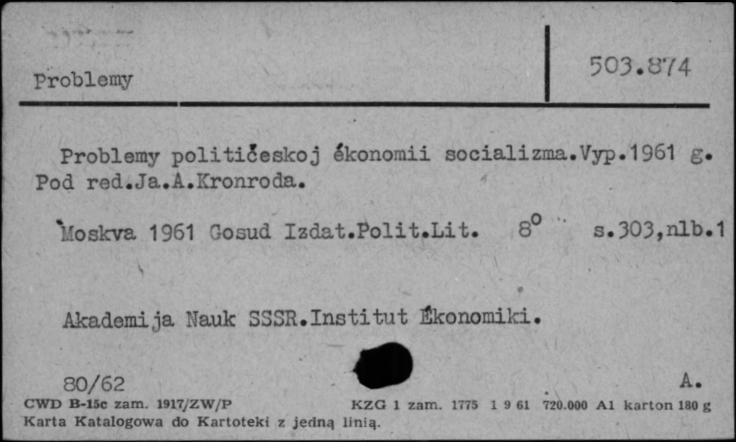 Problemy
503.874
Problemy političeskoj ékonomii socializma.Vyp.1961 g.
Pod red.Ja.A.Kronroda.
Moskva 1961 Gosud Izdat.Polit.Lit. 8° s.303,nlb.1
Akademija Nauk SSSR.Institut Ékonomiki.
80/62
A.
CWD B-15c zam. 1917/ZW/P KZG 1 zam. 1775 1 9 61 720.000 A1 karton 180 g
Karta Katalogowa do Kartoteki z jedną linią.